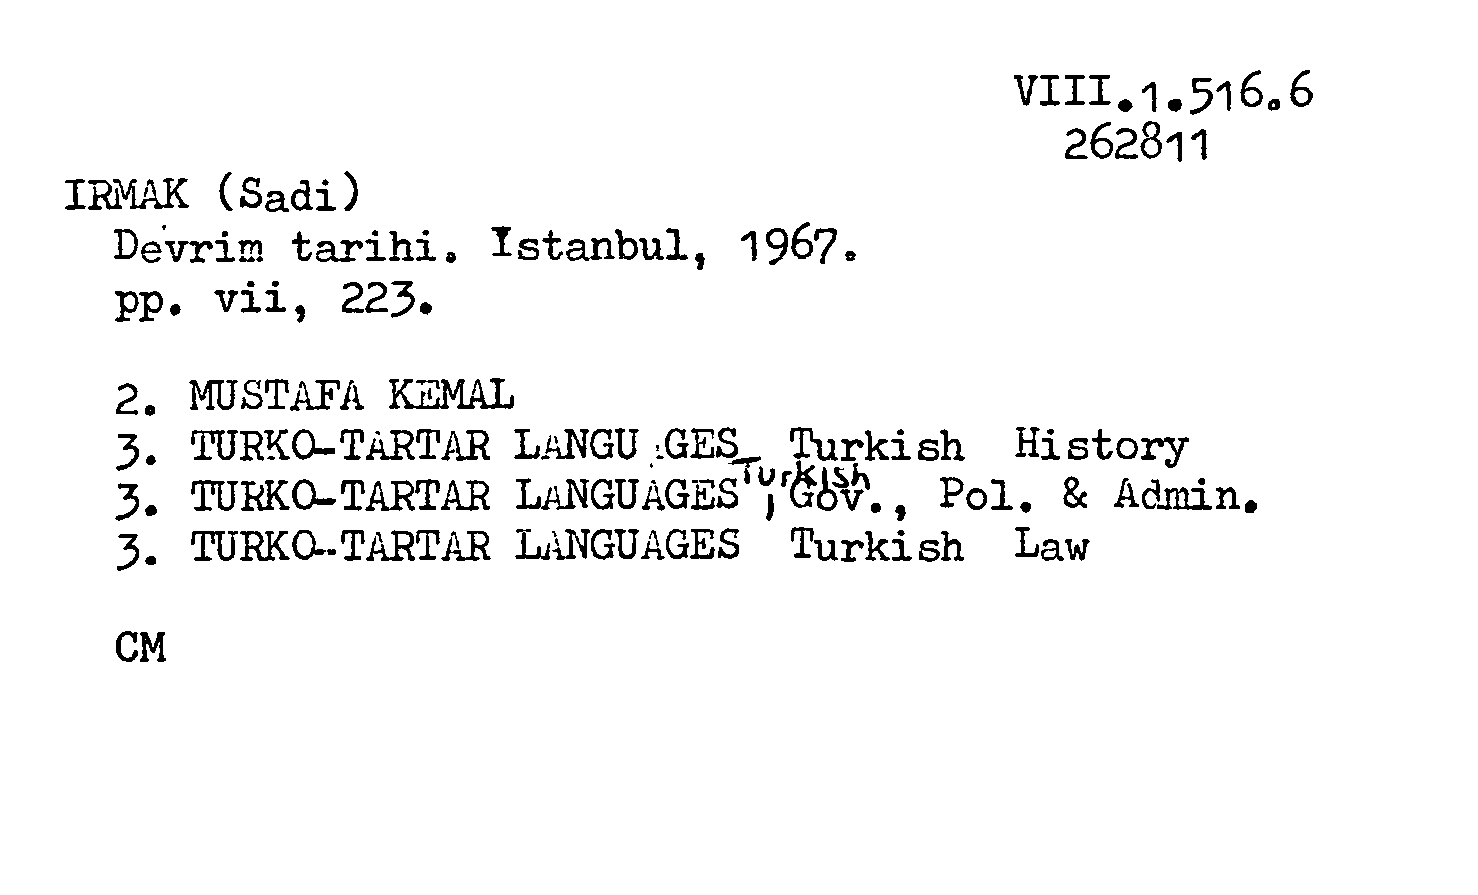 VIII.1.516.6
262811
IRMAK (Sadi)
Devrim tarihi. Istanbul, 1967.
pp. vii, 223.
2. MUSTAFA KEMAL
3. TURKO-TARTAR LANGUAGES Turkish History
3. TURKO-TARTAR LANGUAGES Turkish Gov., Pol. & Admin.
3. TURKO-TARTAR LANGUAGES Turkish Law
CM